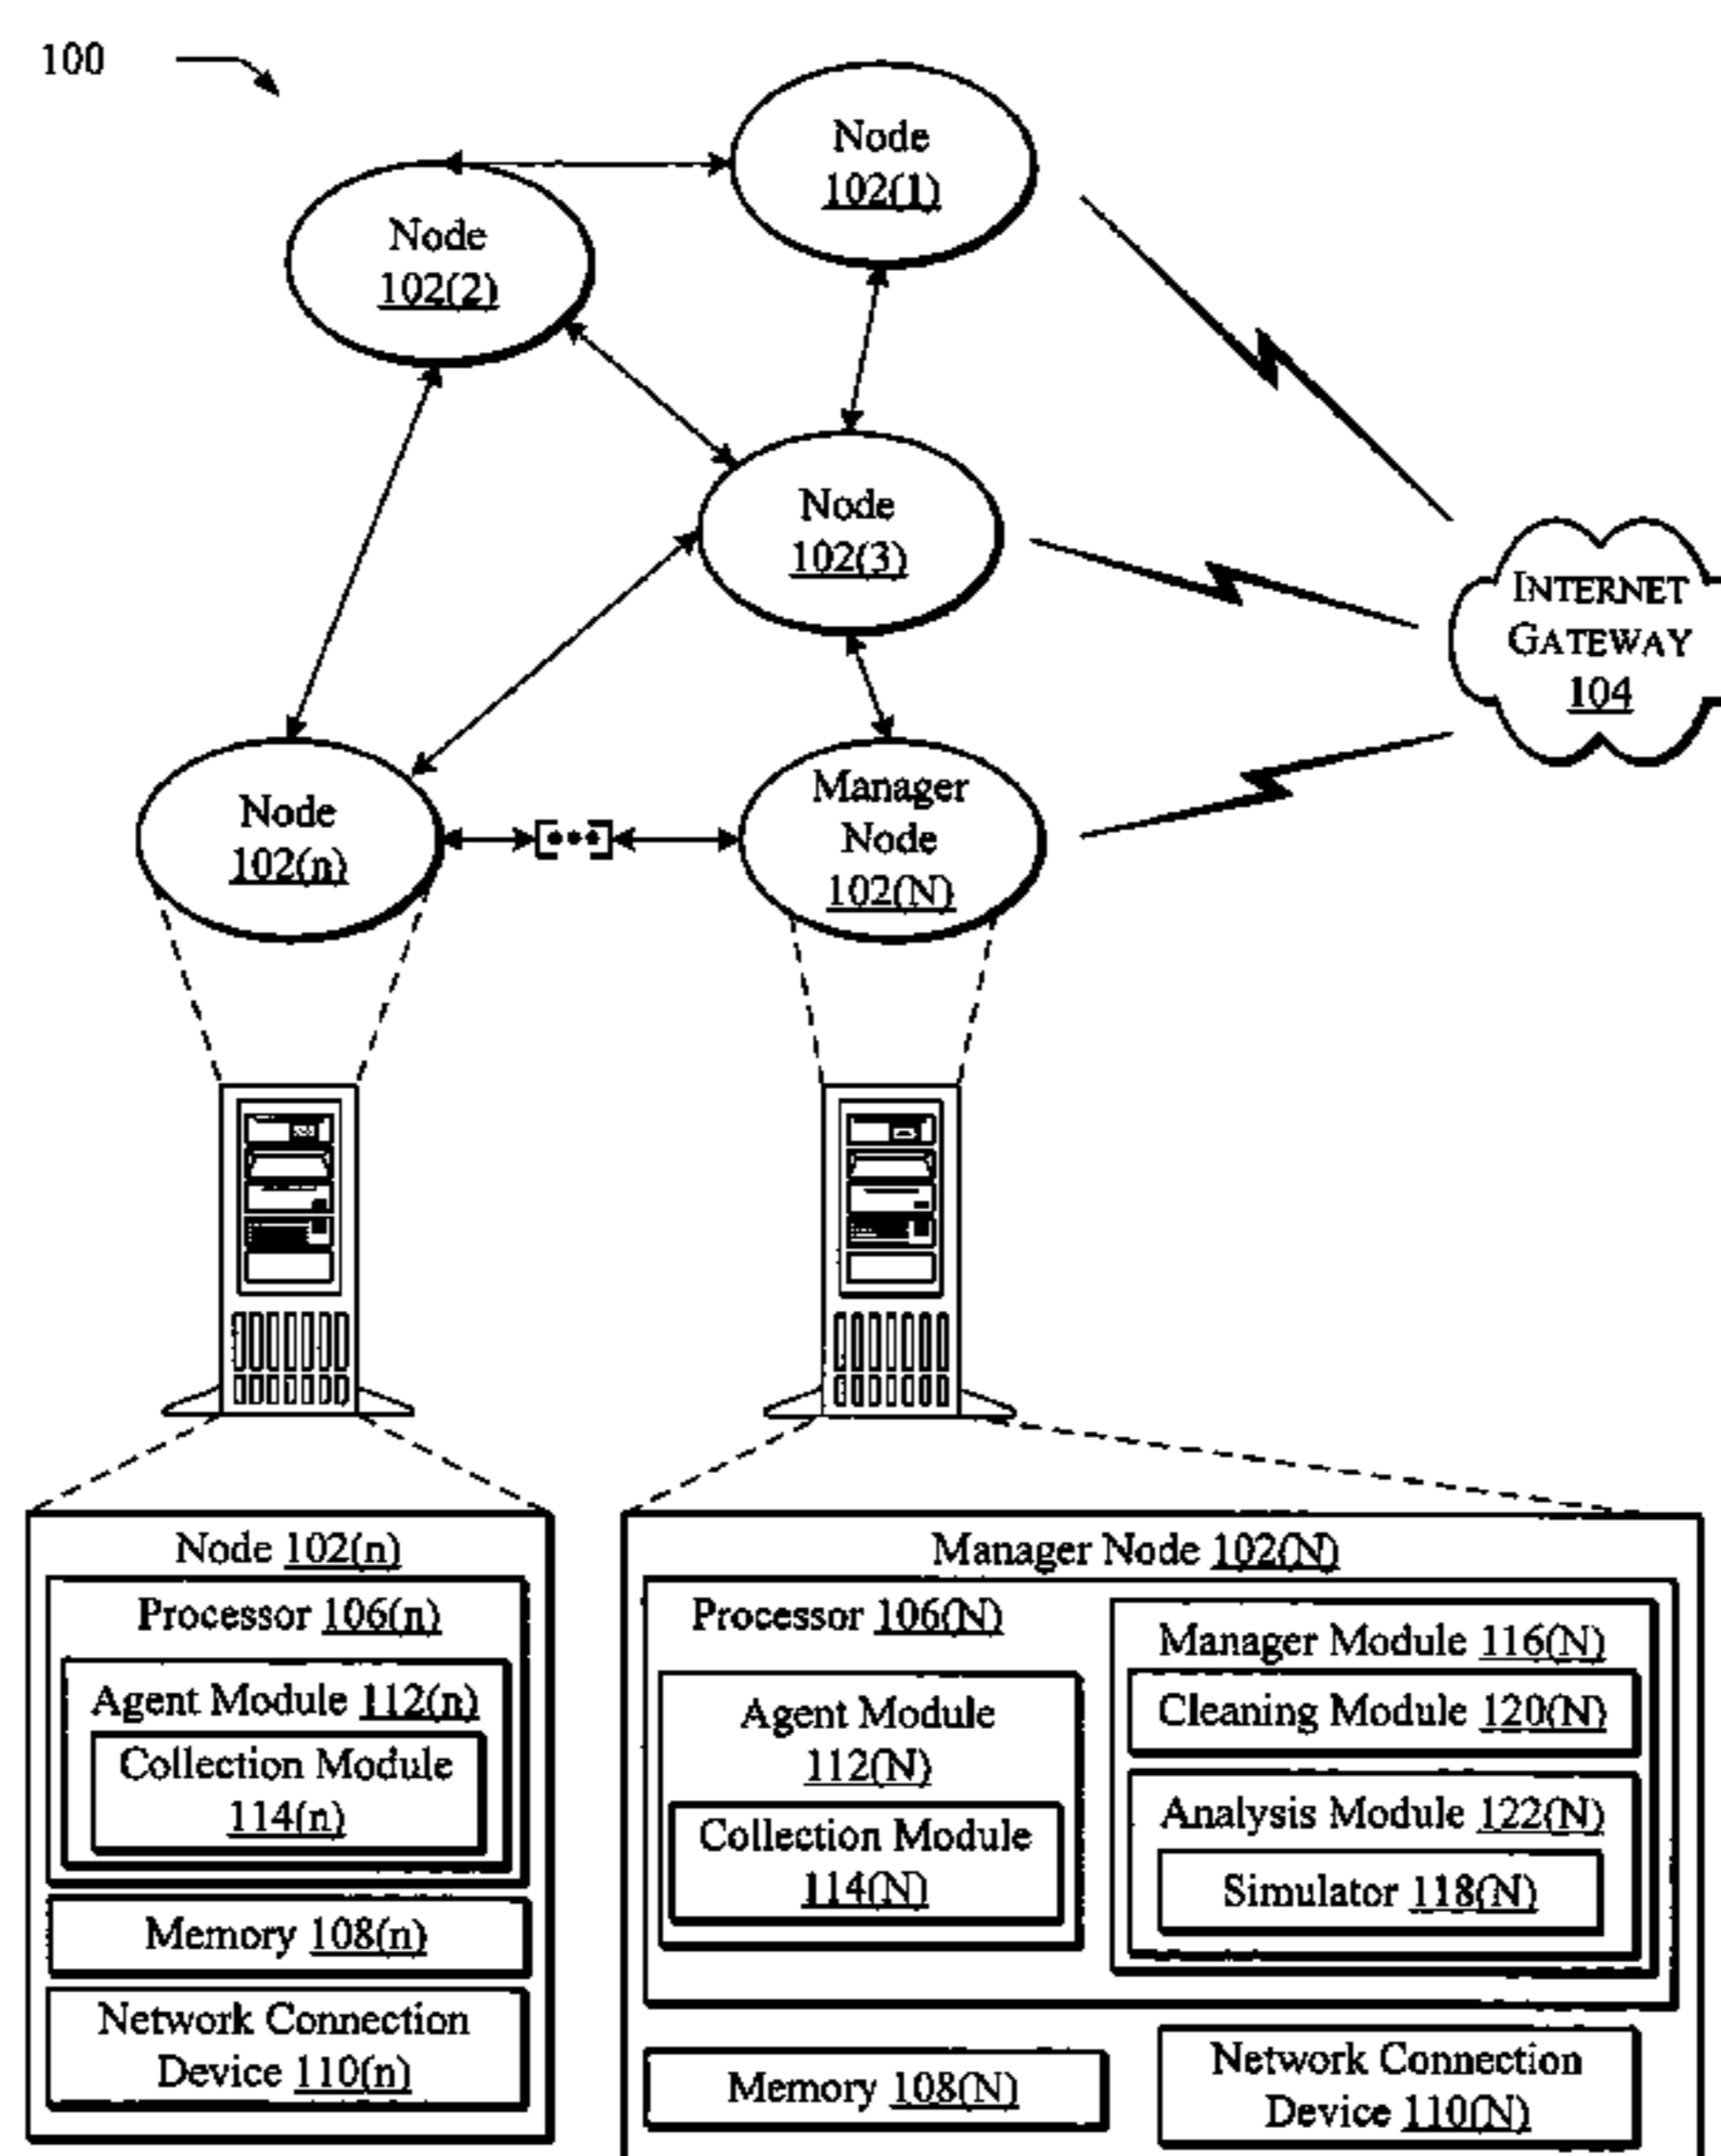 100
Node
102(1)
Node
102(2)
Node
102(3)
INTERNET
GATEWAY
104
Node
102(n)
[•••]
Manager
Node
102(N)
Node 102(n)
Processor 106(n)
Agent Module 112(n)
Collection Module
114(n)
Memory 108(n)
Network Connection
Device 110(n)
Manager Node 102(N)
Processor 106(N)
Agent Module
112(N)
Collection Module
114(N)
Manager Module 116(N)
Cleaning Module 120(N)
Analysis Module 122(N)
Simulator 118(N)
Memory 108(N)
Network Connection
Device 110(N)